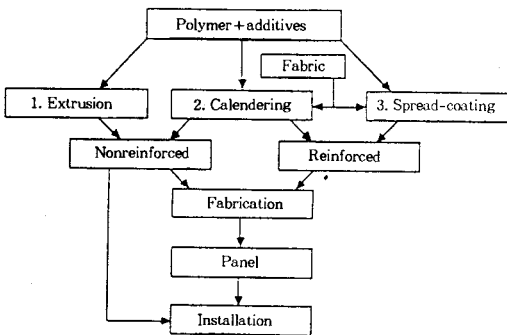 Polymer+additives
Fabric
1. Extrusion
2. Calendering
3. Spread-coating
Nonreinforced
Reinforced
Fabrication
Panel
Installation